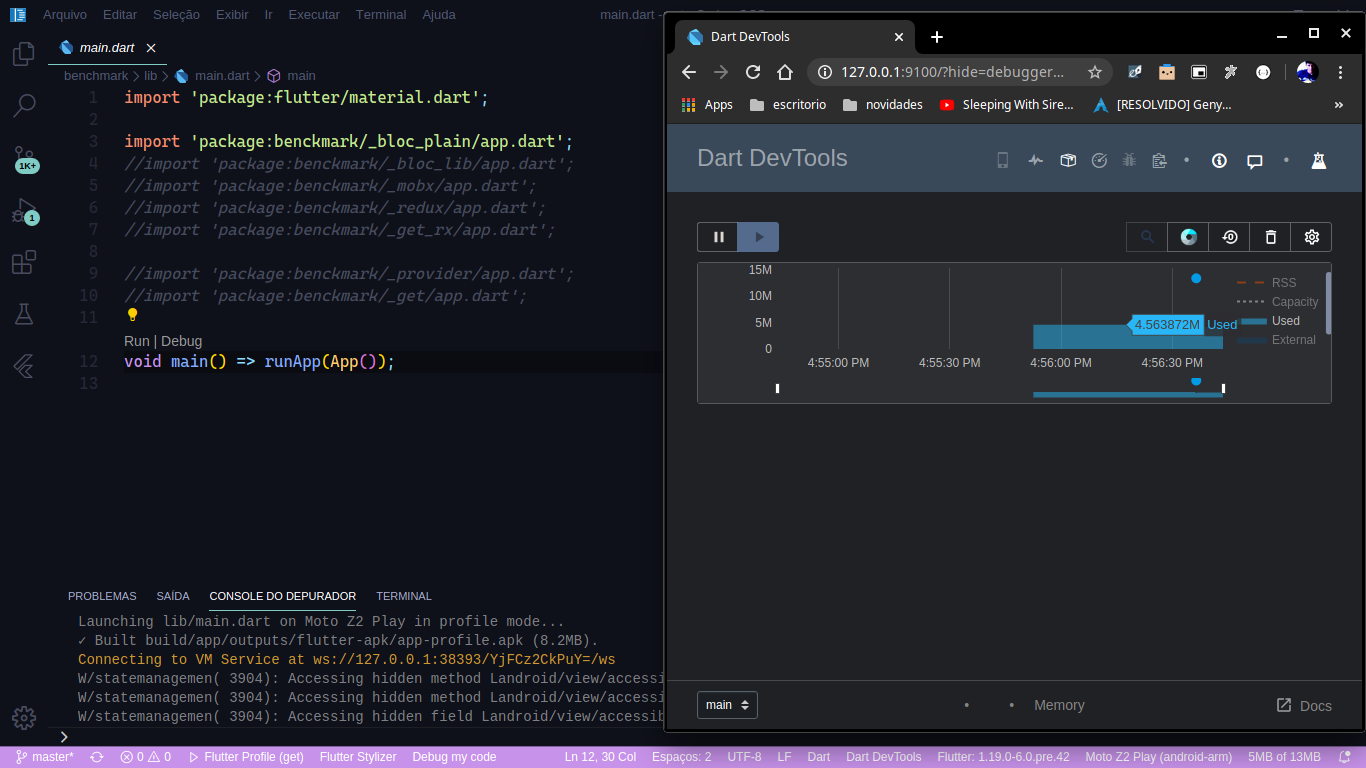 Arquivo Editar Seleção Exibir Ir Executar Terminal Ajuda main.dart -
main.dart
benchmark > lib > main.dart > main
1 import 'package:flutter/material.dart';
2
3 import 'package:benckmark/_bloc_plain/app.dart';
4 //import 'package:benckmark/_bloc_lib/app.dart';
5 //import 'package:benckmark/_mobx/app.dart';
6 //import 'package:benckmark/_redux/app.dart';
7 //import 'package:benckmark/_get_rx/app.dart';
8
9 //import 'package:benckmark/_provider/app.dart';
10 //import 'package:benckmark/_get/app.dart';
11
Run | Debug
12 void main() => runApp(App());
13
1K+
1
PROBLEMAS SAÍDA CONSOLE DO DEPURADOR TERMINAL
Launching lib/main.dart on Moto Z2 Play in profile mode...
✓ Built build/app/outputs/flutter-apk/app-profile.apk (8.2MB).
Connecting to VM Service at ws://127.0.0.1:38393/YjFCz2CkPuY=/ws
W/statemanagemen( 3904): Accessing hidden method Landroid/view/accessi
W/statemanagemen( 3904): Accessing hidden method Landroid/view/accessi
W/statemanagemen( 3904): Accessing hidden field Landroid/view/accessib
Dart DevTools
127.0.0.1:9100/?hide=debugger...
Apps escritorio novidades Sleeping With Sire... [RESOLVIDO] Geny... »
Dart DevTools
15M
10M
5M
0
4:55:00 PM 4:55:30 PM 4:56:00 PM 4:56:30 PM
4.563872M Used
RSS
Capacity
Used
External
main • • Memory Docs
master* 0 0 Flutter Profile (get) Flutter Stylizer Debug my code Ln 12, 30 Col Espaços: 2 UTF-8 LF Dart Dart DevTools Flutter: 1.19.0-6.0.pre.42 Moto Z2 Play (android-arm) 5MB of 13MB